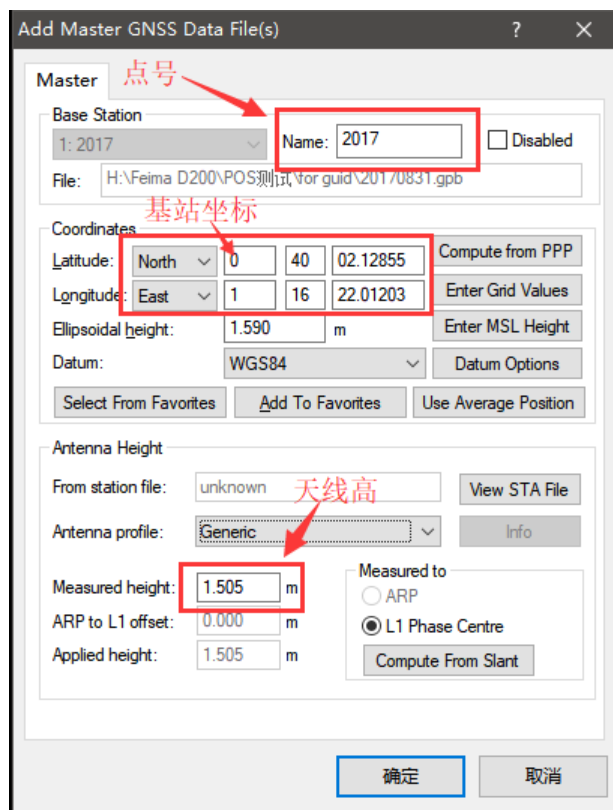 Add Master GNSS Data File(s) ? ×
Master
点号
Base Station
1: 2017 Name: 2017 Disabled
File: H:\Feima D200\POS测试\for guid\20170831.gpb
基站坐标
Coordinates
Latitude: North 0 40 02.12855 Compute from PPP
Longitude: East 1 16 22.01203 Enter Grid Values
Ellipsoidal height: 1.590 m Enter MSL Height
Datum: WGS84 Datum Options
Select From Favorites Add To Favorites Use Average Position
Antenna Height
天线高
From station file: unknown View STA File
Antenna profile: Generic Info
Measured height: 1.505 m Measured to
ARP
ARP to L1 offset: 0.000 m L1 Phase Centre
Applied height: 1.505 m Compute From Slant
确定 取消